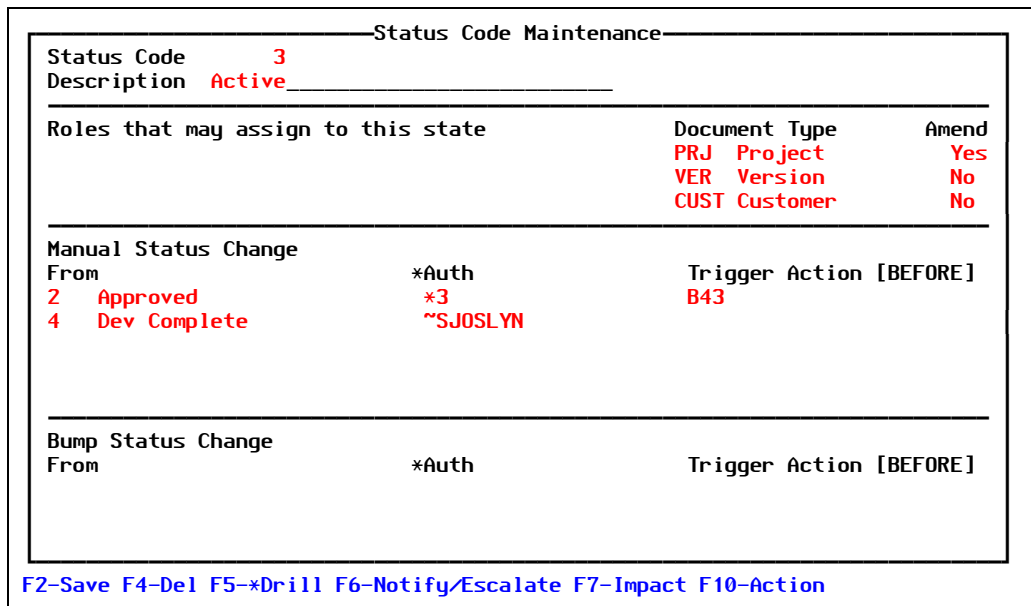 Status Code Maintenance
Status Code 3
Description Active__________________________
Roles that may assign to this state Document Type Amend
PRJ Project Yes
VER Version No
CUST Customer No
Manual Status Change
From *Auth Trigger Action [BEFORE]
2 Approved *3 B43
4 Dev Complete ~SJOSLYN
Bump Status Change
From *Auth Trigger Action [BEFORE]
F2-Save F4-Del F5-*Drill F6-Notify/Escalate F7-Impact F10-Action